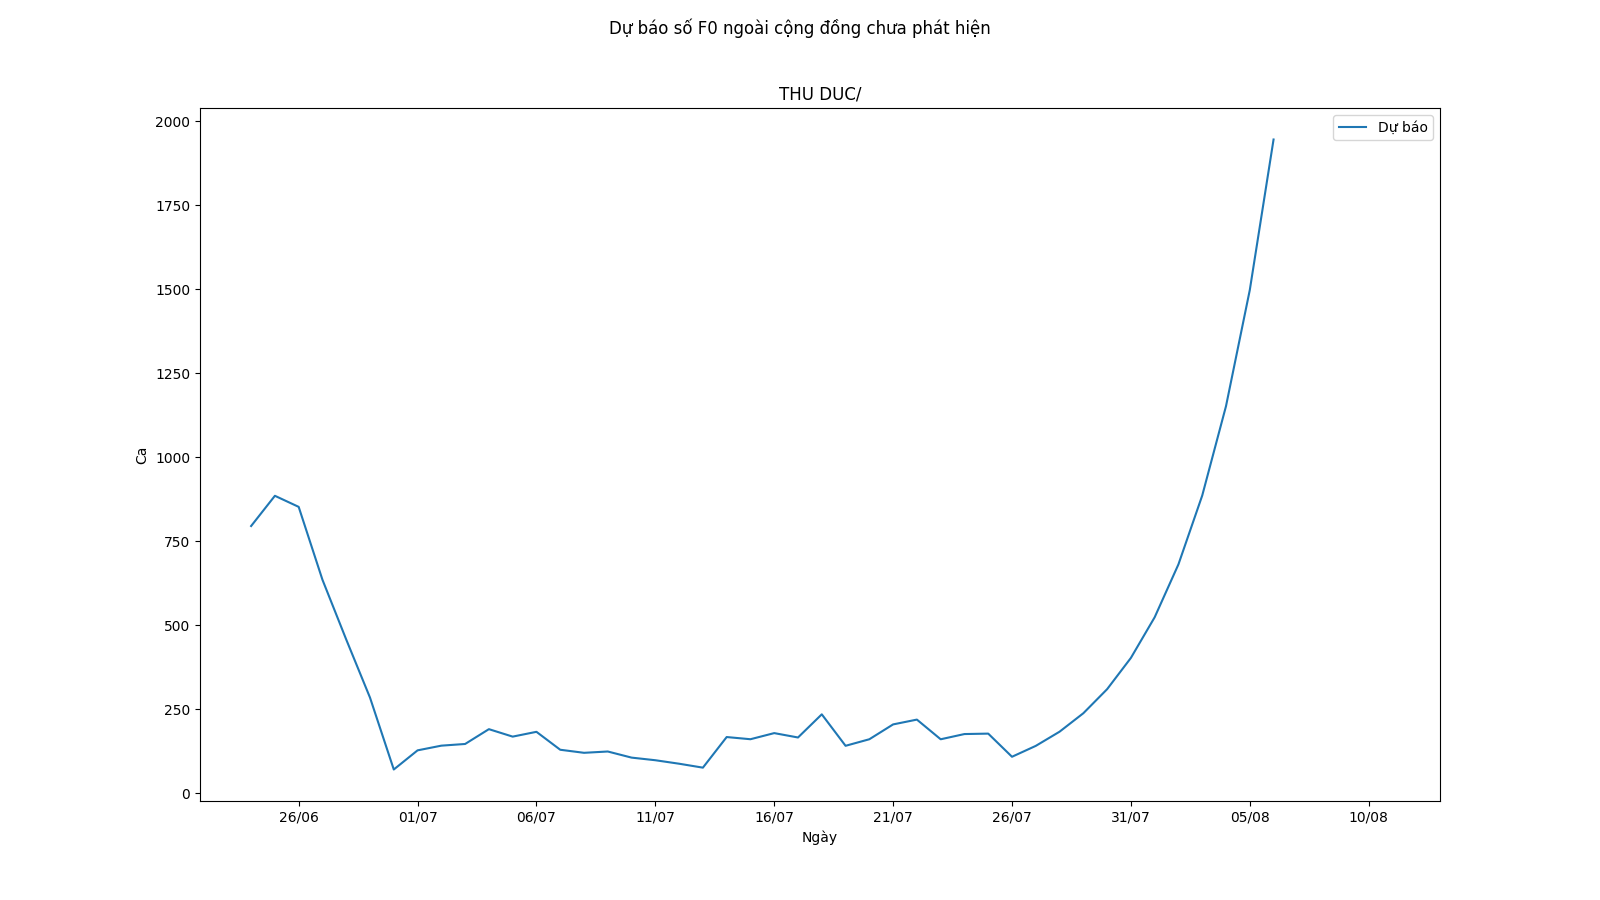 Dự báo số F0 ngoài cộng đồng chưa phát hiện
THU DUC/
Dự báo
2000
1750
1500
1250
1000
750
500
250
0
Ca
26/06 01/07 06/07 11/07 16/07 21/07 26/07 31/07 05/08 10/08
Ngày